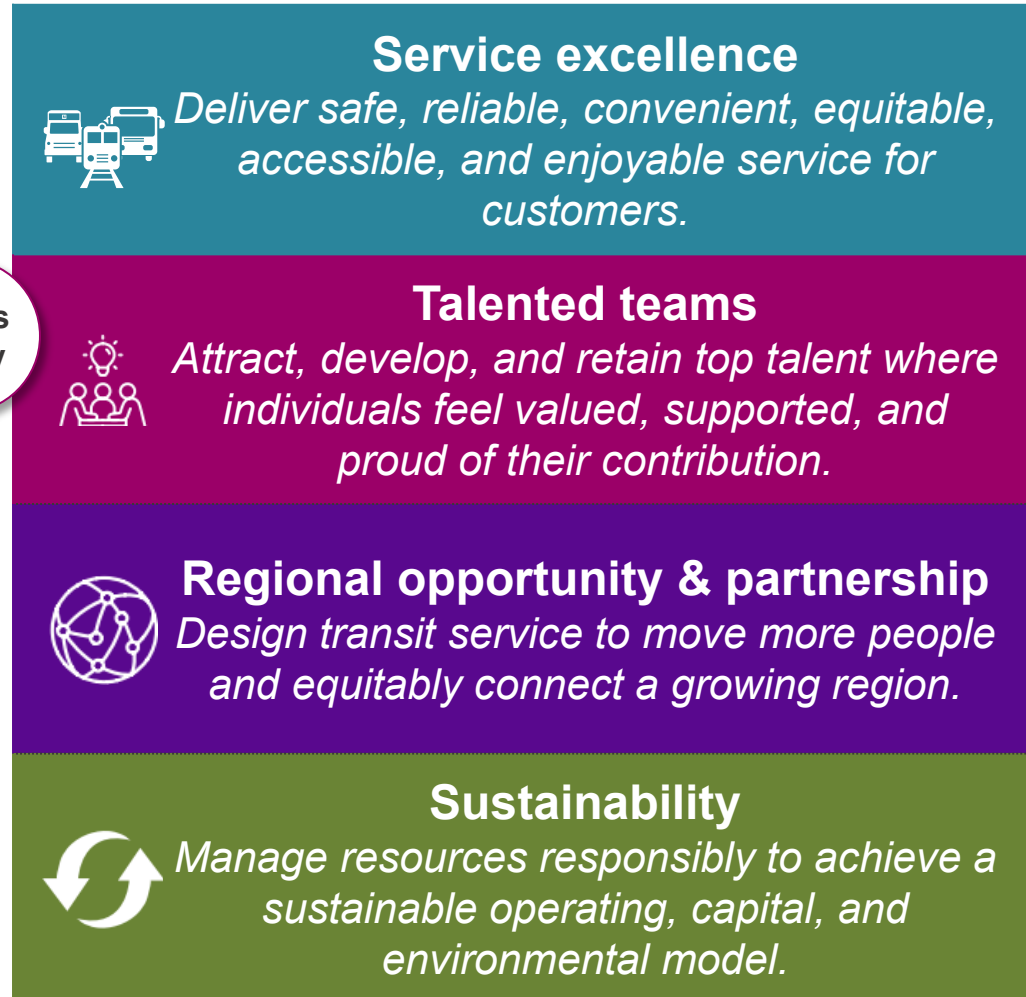 Service excellence
Deliver safe, reliable, convenient, equitable,
accessible, and enjoyable service for
customers.
Talented teams
Attract, develop, and retain top talent where
individuals feel valued, supported, and
proud of their contribution.
Regional opportunity & partnership
Design transit service to move more people
and equitably connect a growing region.
Sustainability
Manage resources responsibly to achieve a
sustainable operating, capital, and
environmental model.